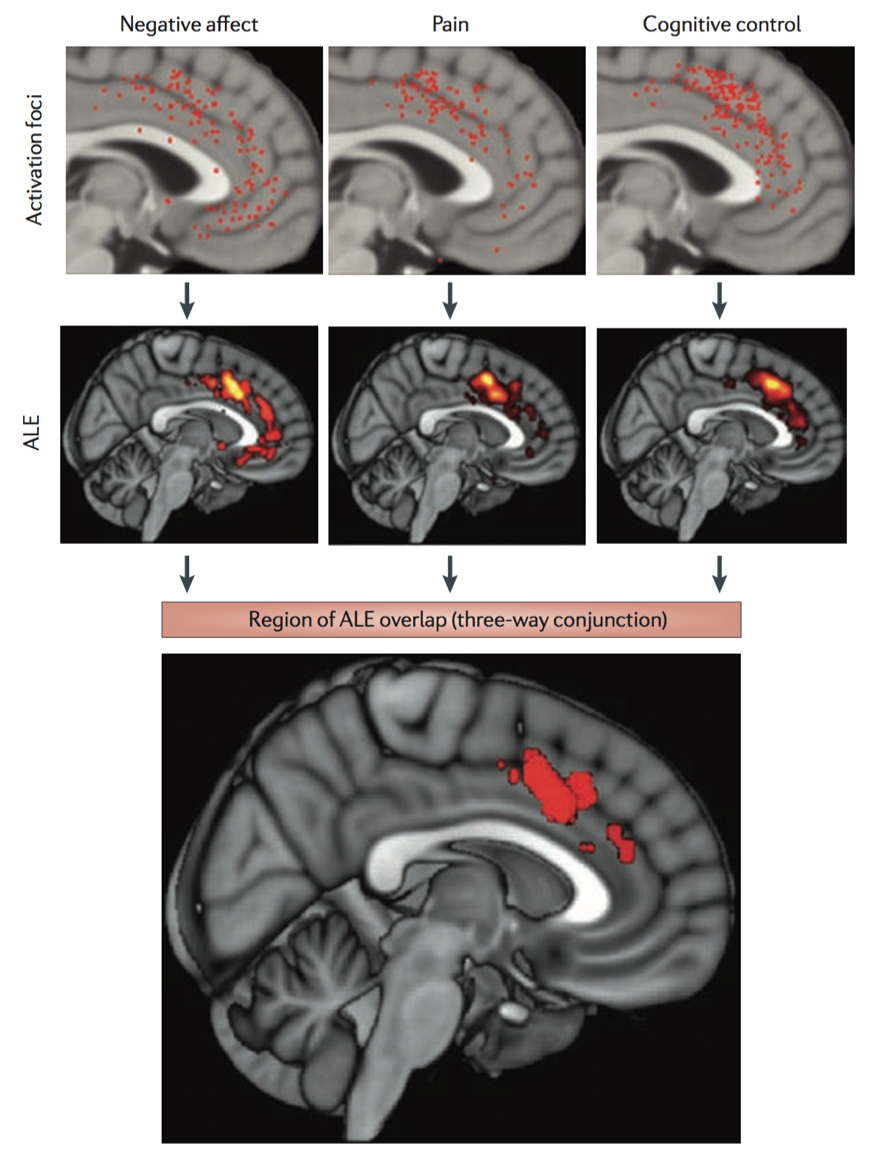 Negative affect
Pain
Cognitive control
Activation foci
ALE
Region of ALE overlap (three-way conjunction)